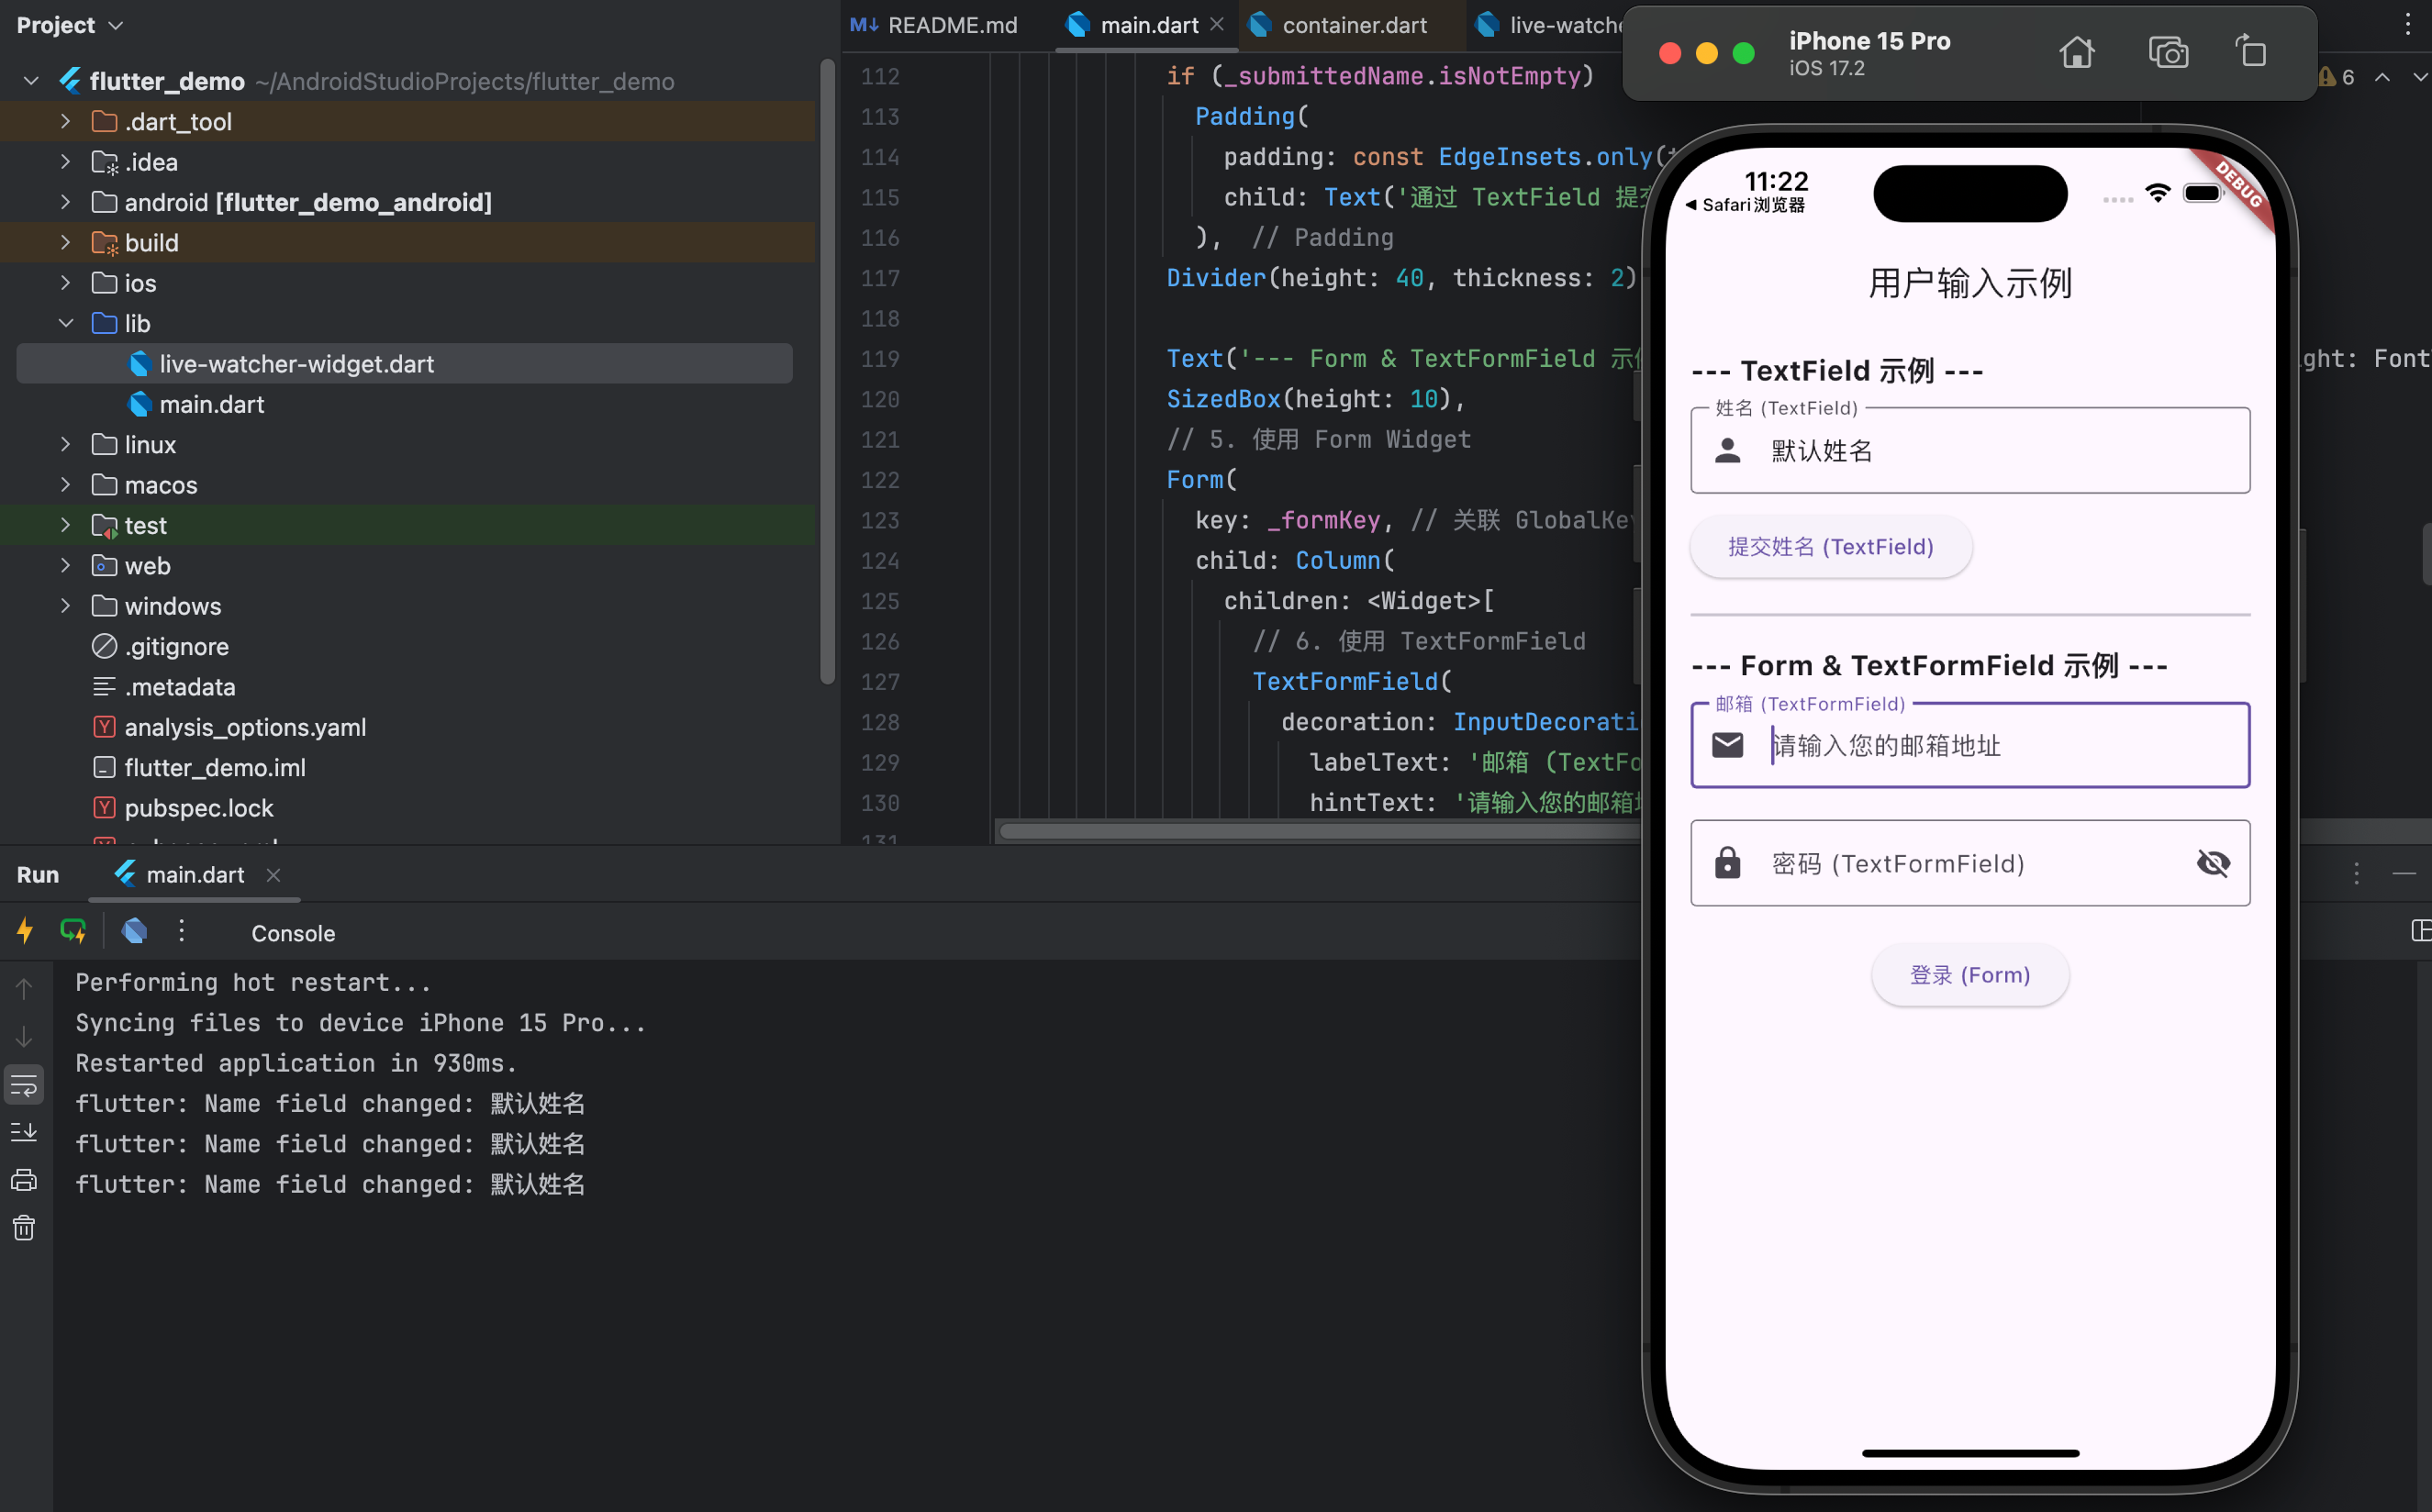 Project
flutter_demo ~/AndroidStudioProjects/flutter_demo
.dart_tool
.idea
android [flutter_demo_android]
build
ios
lib
live-watcher-widget.dart
main.dart
linux
macos
test
web
windows
.gitignore
.metadata
analysis_options.yaml
flutter_demo.iml
pubspec.lock
README.md
main.dart
container.dart
live-watche
6
112 if (_submittedName.isNotEmpty)
113 Padding(
114 padding: const EdgeInsets.only(
115 child: Text('通过 TextField 提交
116 ), // Padding
117 Divider(height: 40, thickness: 2)
118
119 Text('--- Form & TextFormField 示 ght: Font
120 SizedBox(height: 10),
121 // 5. 使用 Form Widget
122 Form(
123 key: _formKey, // 关联 GlobalKey
124 child: Column(
125 children: <Widget>[
126 // 6. 使用 TextFormField
127 TextFormField(
128 decoration: InputDecorati
129 labelText: '邮箱 (TextFo
130 hintText: '请输入您的邮箱
131
iPhone 15 Pro
iOS 17.2
11:22
◀ Safari浏览器
DEBUG
用户输入示例
--- TextField 示例 ---
姓名 (TextField)
默认姓名
提交姓名 (TextField)
--- Form & TextFormField 示例 ---
邮箱 (TextFormField)
请输入您的邮箱地址
密码 (TextFormField)
登录 (Form)
Run
main.dart
Console
Performing hot restart...
Syncing files to device iPhone 15 Pro...
Restarted application in 930ms.
flutter: Name field changed: 默认姓名
flutter: Name field changed: 默认姓名
flutter: Name field changed: 默认姓名